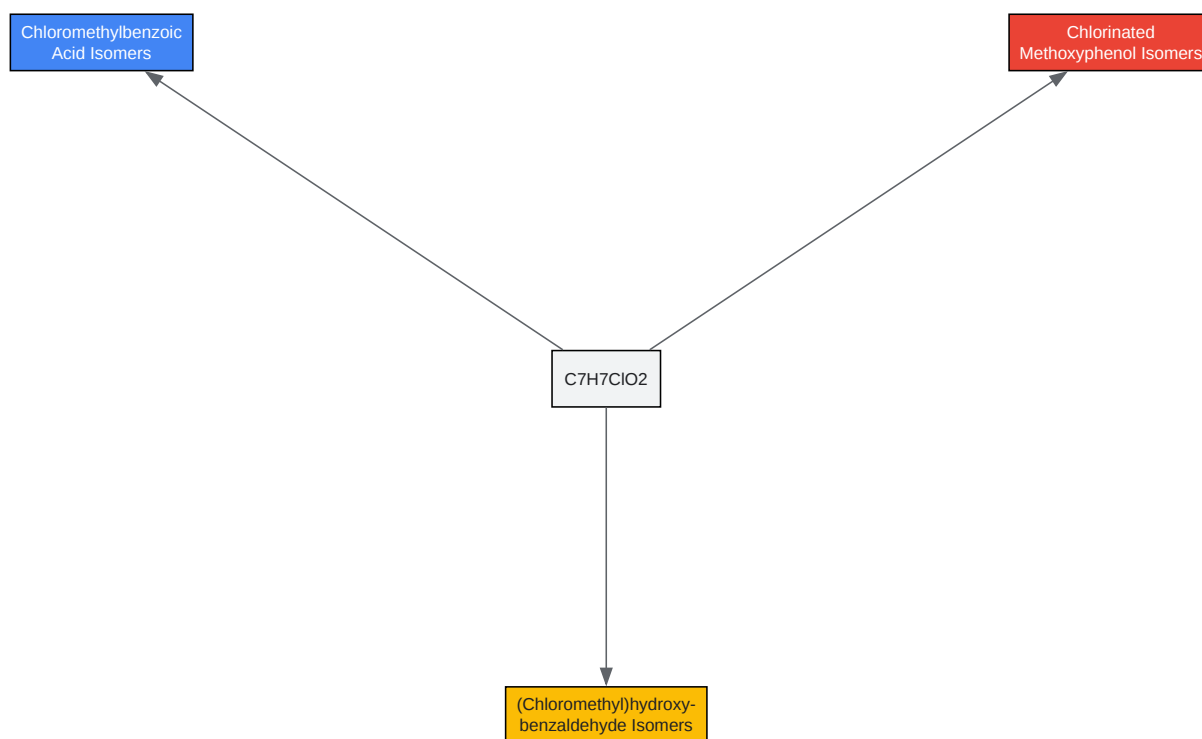 Chloromethylbenzoic
Acid Isomers
Chlorinated
Methoxyphenol Isomers
C7H7ClO2
(Chloromethyl)hydroxy-
benzaldehyde Isomers